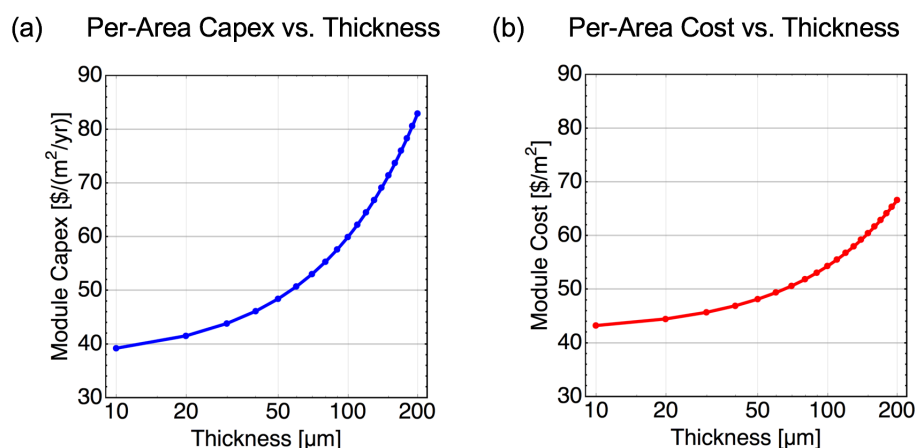 (a) Per-Area Capex vs. Thickness
Module Capex [$/(m²/yr)]
90
80
70
60
50
40
30
10 20 50 100 200
Thickness [µm]
(b) Per-Area Cost vs. Thickness
Module Cost [$/m²]
90
80
70
60
50
40
30
10 20 50 100 200
Thickness [µm]